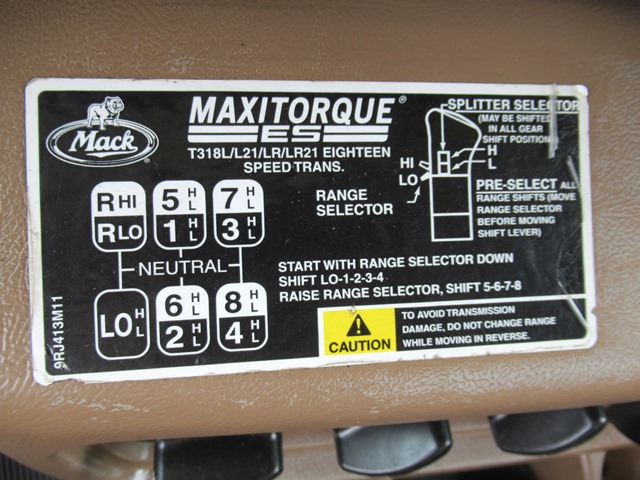 Mack
MAXITORQUE®
ES
T318L/L21/LR/LR21 EIGHTEEN
SPEED TRANS.
SPLITTER SELECTOR
(MAY BE SHIFTED
IN ALL GEAR
SHIFT POSITION
H
L
HI
LO
RANGE
SELECTOR
PRE-SELECT ALL
RANGE SHIFTS (MOVE
RANGE SELECTOR
BEFORE MOVING
SHIFT LEVER)
R HI 5 H L 7 H L
R LO 1 H L 3 H L
NEUTRAL
LO H L 6 H L 8 H L
2 H L 4 H L
START WITH RANGE SELECTOR DOWN
SHIFT LO-1-2-3-4
RAISE RANGE SELECTOR, SHIFT 5-6-7-8
CAUTION
TO AVOID TRANSMISSION
DAMAGE, DO NOT CHANGE RANGE
WHILE MOVING IN REVERSE.
9RJ413M11